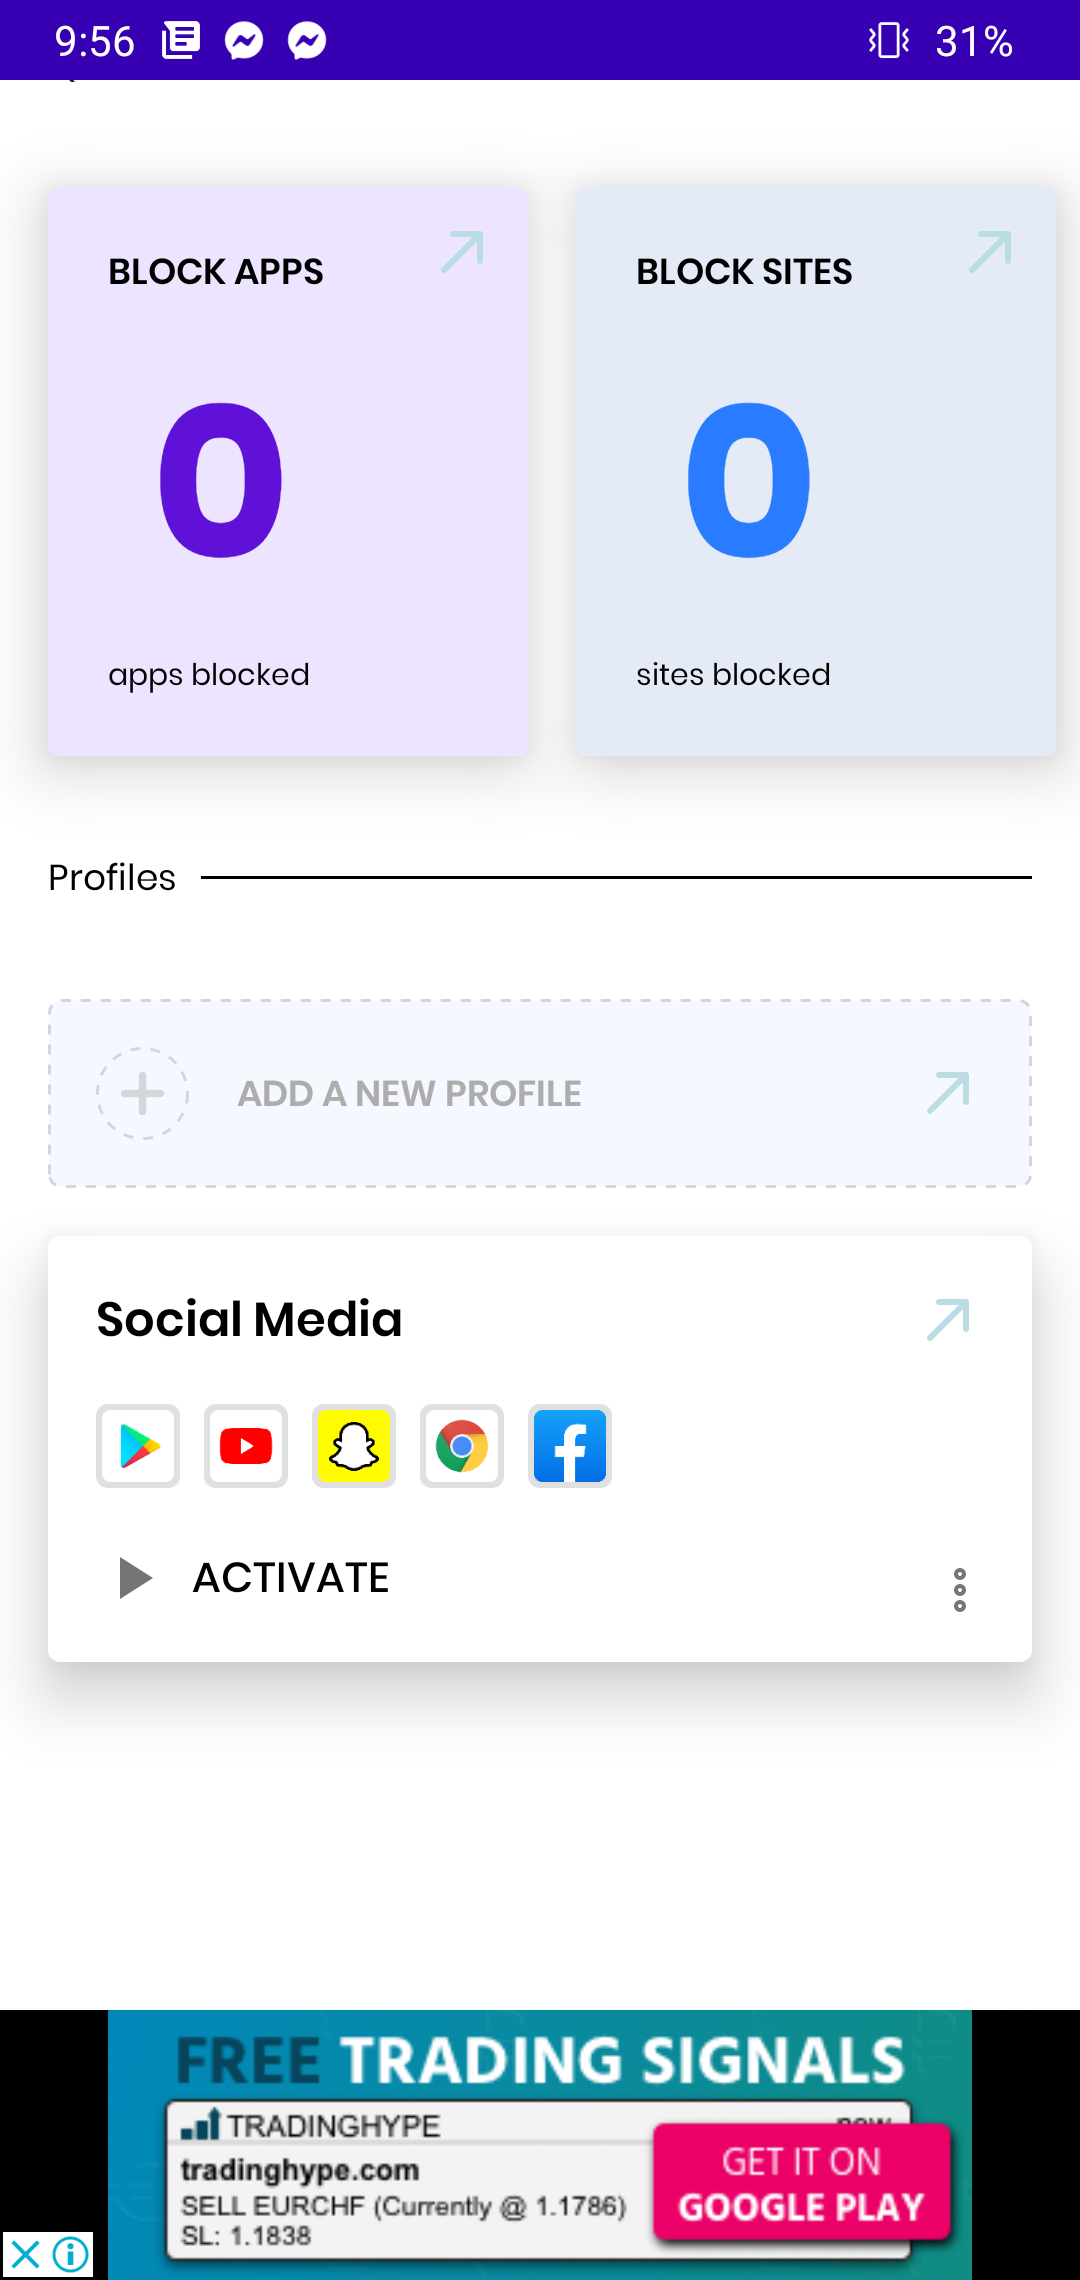 9:56 31%
BLOCK APPS
0
apps blocked
BLOCK SITES
0
sites blocked
Profiles
ADD A NEW PROFILE
Social Media
ACTIVATE
FREE TRADING SIGNALS
TRADINGHYPE
tradinghype.com
SELL EURCHF (Currently @ 1.1786)
SL: 1.1838
GET IT ON
GOOGLE PLAY